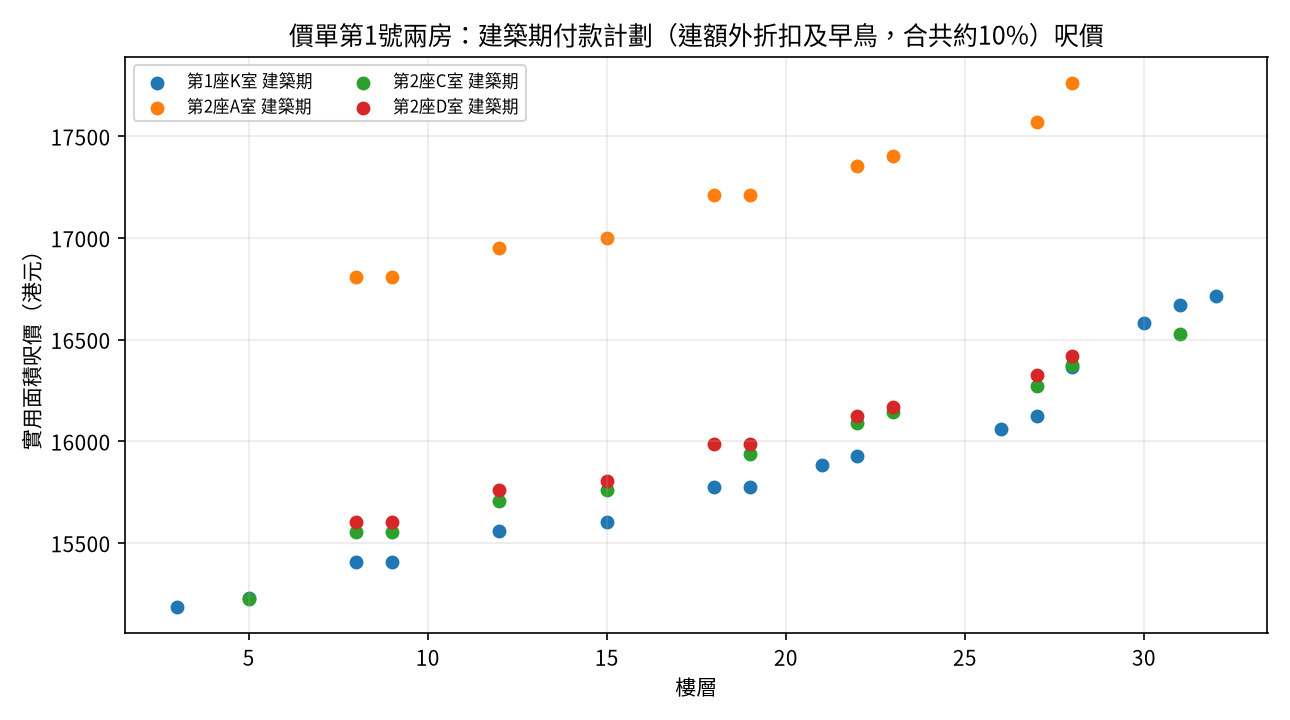 價單第1號兩房：建築期付款計劃（連額外折扣及早鳥，合共約10%）呎價
第1座K室 建築期
第2座A室 建築期
第2座C室 建築期
第2座D室 建築期
實用面積呎價（港元）
17500
17000
16500
16000
15500
5
10
15
20
25
30
樓層